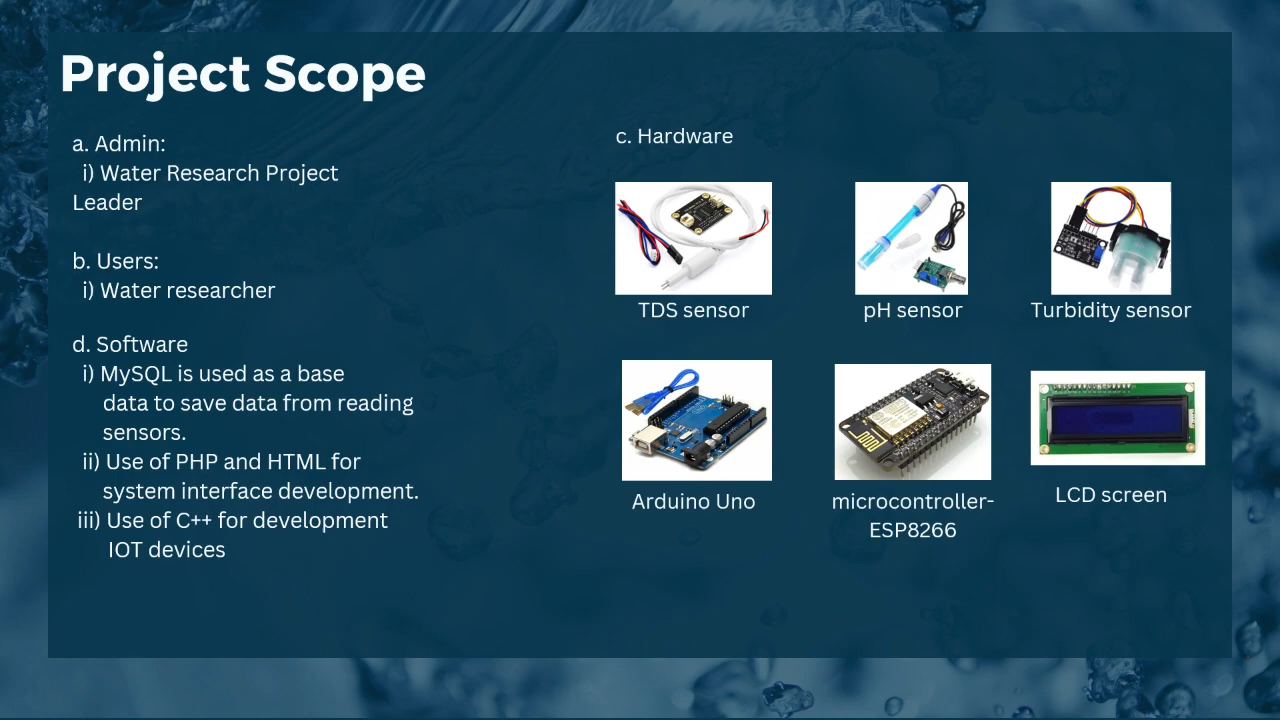 Project Scope
a. Admin:
i) Water Research Project
Leader
b. Users:
i) Water researcher
d. Software
i) MySQL is used as a base
data to save data from reading
sensors.
ii) Use of PHP and HTML for
system interface development.
iii) Use of C++ for development
IOT devices
c. Hardware
TDS sensor
pH sensor
Turbidity sensor
Arduino Uno
microcontroller-
ESP8266
LCD screen